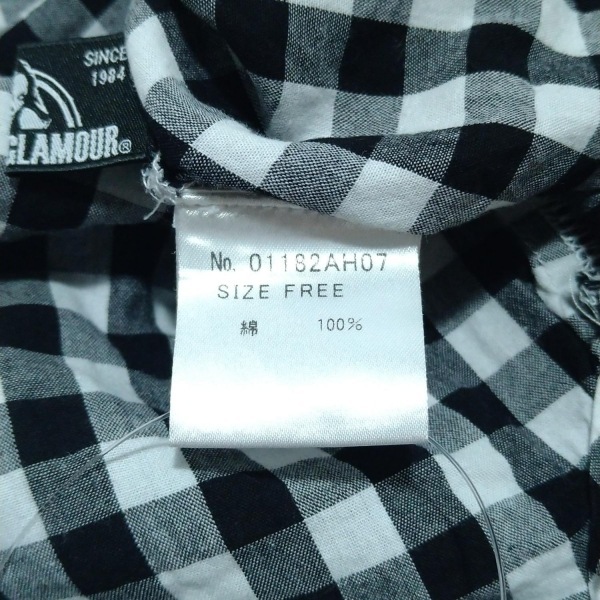 SINCE
1984
GLAMOUR®
No. 01182AH07
SIZE FREE
綿 100%